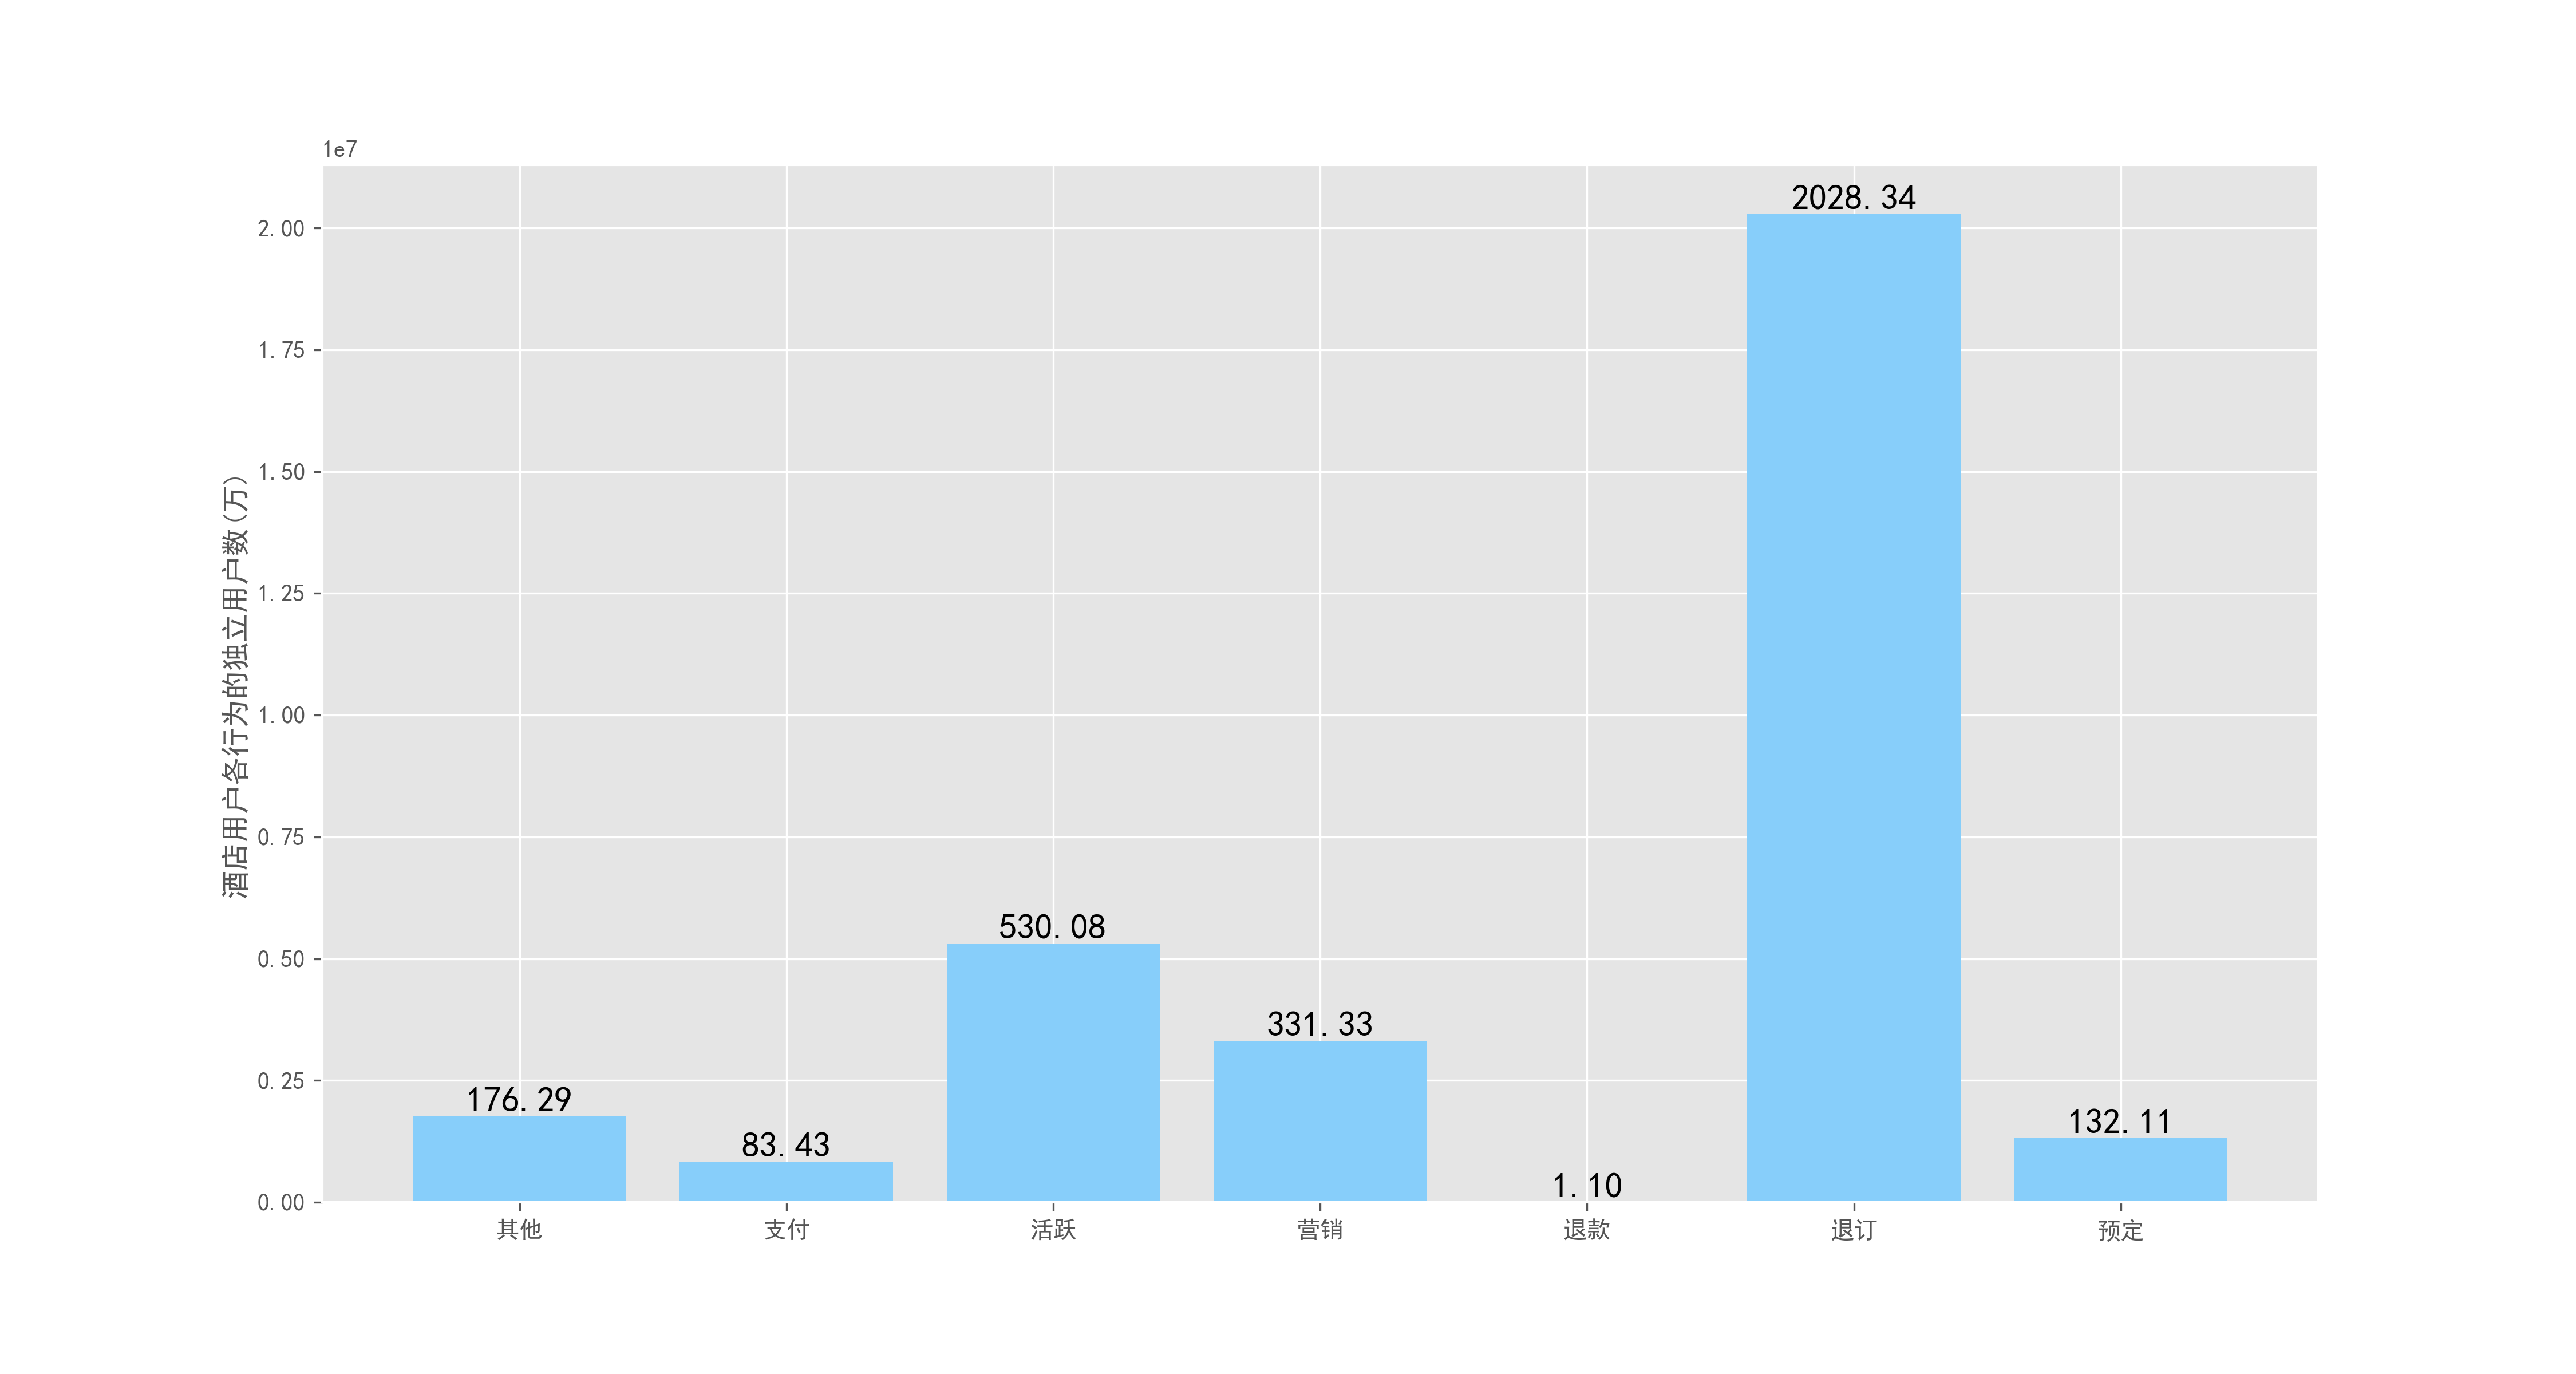 1e7
2.00
1.75
1.50
1.25
1.00
0.75
0.50
0.25
0.00
酒店用户各行为的独立用户数(万)
176.29
83.43
530.08
331.33
1.10
2028.34
132.11
其他
支付
活跃
营销
退款
退订
预定